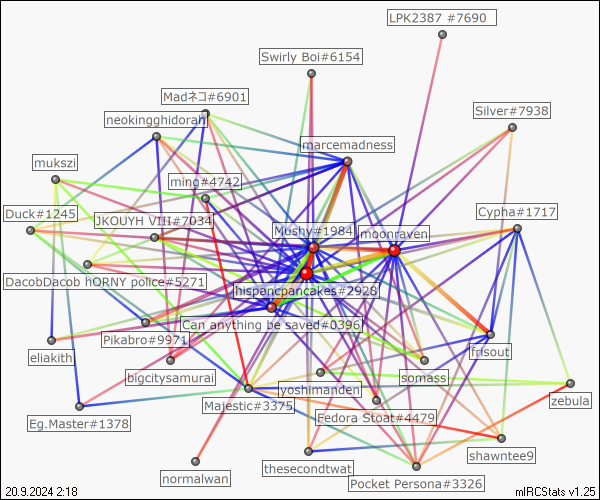 LPK2387 #7690
Swirly Boi#6154
Madネコ#6901
Silver#7938
neokingghidorah
marcemadness
mukszi
ming#4742
Duck#1245
JKOUYH VIII#7034
Cypha#1717
Moshy#1984
moonraven
DacobDacob hORNY police#5271
hispanicpancakes#2928
Can anything be saved#0396
Pikabro#9971
eliakith
frisout
bigcitysamurai
yoshimanden
somass
Majestic#3375
zebula
Fedora Stoat#4479
Eg.Master#1378
shawntee9
thesecondtwat
normalwan
Pocket Persona#3326
20.9.2024 2:18
mIRCStats v1.25